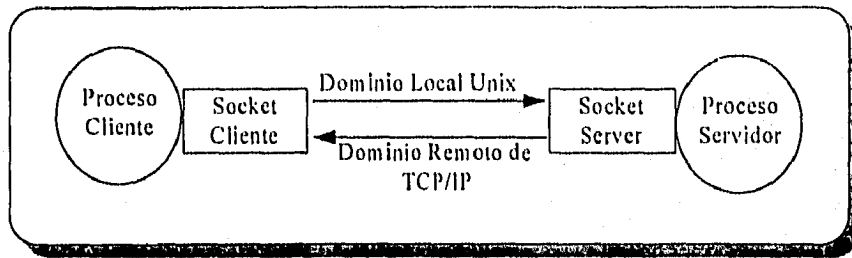 Proceso
Cliente
Socket
Cliente
Dominio Local Unix
Dominio Remoto de
TCP/IP
Socket
Server
Proceso
Servidor